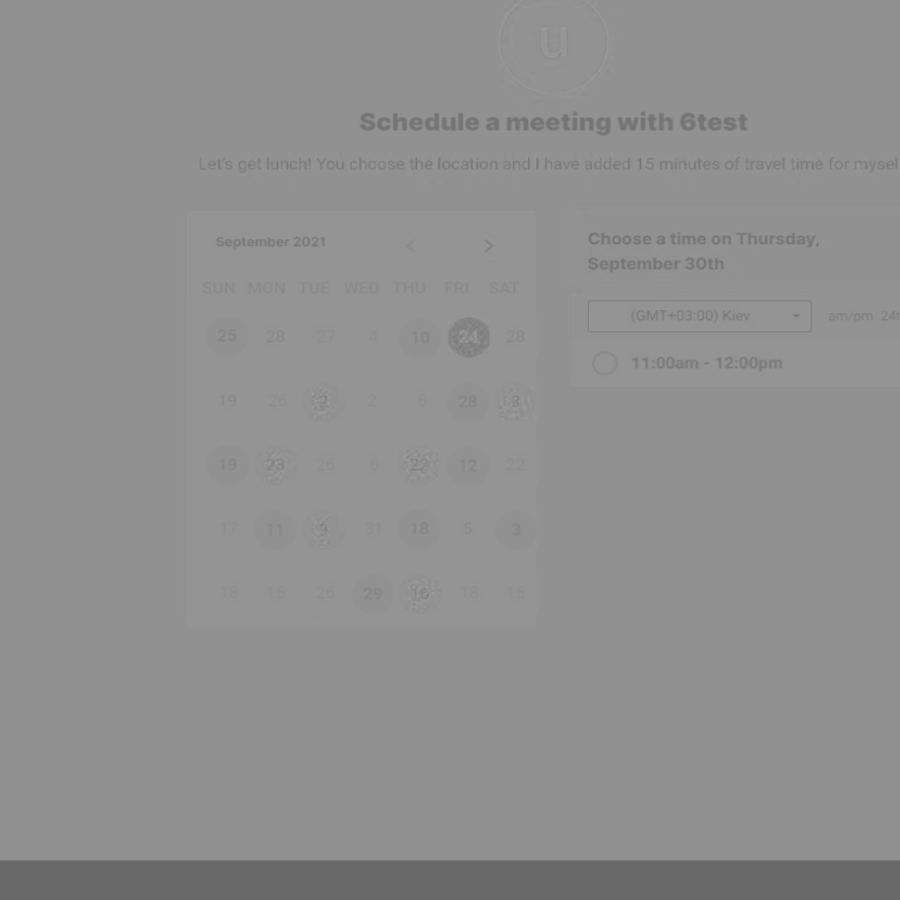 u
Schedule a meeting with 6test
Let's get lunch! You choose the location and I have added 15 minutes of travel time for mysel
September 2021
SUN MON TUE WED THU FRI SAT
25 28 27 4 10 24 28
19 26 2 2 6 28
19 23 26 6 22 12 22
17 11 9 31 18 5 3
18 15 26 29 16 18 15
Choose a time on Thursday,
September 30th
(GMT+03:00) Kiev am/pm 24h
11:00am - 12:00pm